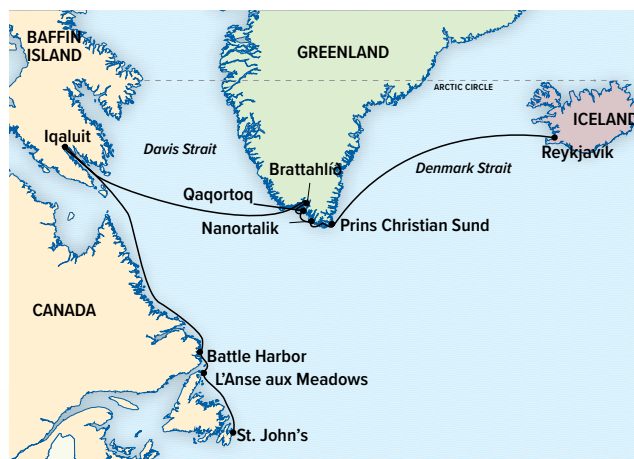 BAFFIN
ISLAND
GREENLAND
ARCTIC CIRCLE
ICELAND
Iqaluit
Davis Strait
Brattahlíð
Denmark Strait
Reykjavik
Qaqortoq
Nanortalik
Prins Christian Sund
CANADA
Battle Harbor
L'Anse aux Meadows
St. John's